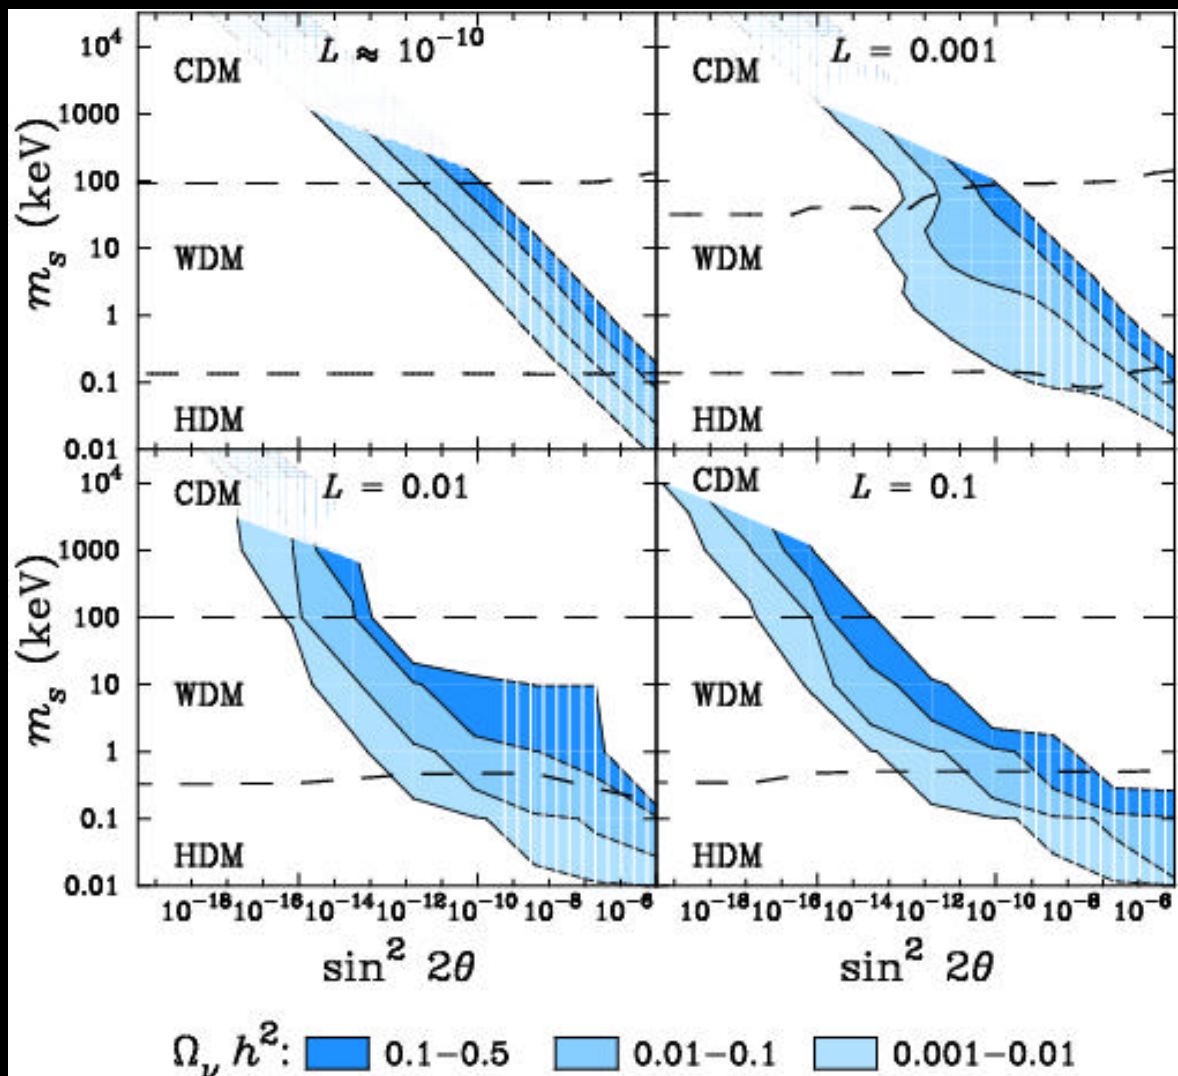 L ≈ 10⁻¹⁰
L = 0.001
10⁴
CDM
CDM
1000
100
10
WDM
WDM
1
0.1
HDM
HDM
0.01
m_s (keV)
L = 0.01
L = 0.1
10⁴
CDM
CDM
1000
100
10
WDM
WDM
1
0.1
HDM
HDM
0.01
m_s (keV)
10⁻¹⁸ 10⁻¹⁶ 10⁻¹⁴ 10⁻¹² 10⁻¹⁰ 10⁻⁸ 10⁻⁶ 10⁻¹⁸ 10⁻¹⁶ 10⁻¹⁴ 10⁻¹² 10⁻¹⁰ 10⁻⁸ 10⁻⁶
sin² 2θ sin² 2θ
Ω_ν h²: 0.1–0.5 0.01–0.1 0.001–0.01